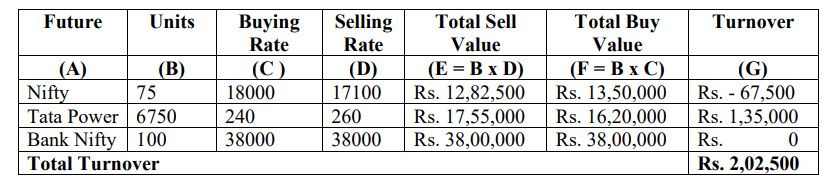 Future Units Buying Rate Selling Rate Total Sell Value Total Buy Value Turnover
(A) (B) (C ) (D) (E = B x D) (F = B x C) (G)
Nifty 75 18000 17100 Rs. 12,82,500 Rs. 13,50,000 Rs. - 67,500
Tata Power 6750 240 260 Rs. 17,55,000 Rs. 16,20,000 Rs. 1,35,000
Bank Nifty 100 38000 38000 Rs. 38,00,000 Rs. 38,00,000 Rs. 0
Total Turnover Rs. 2,02,500